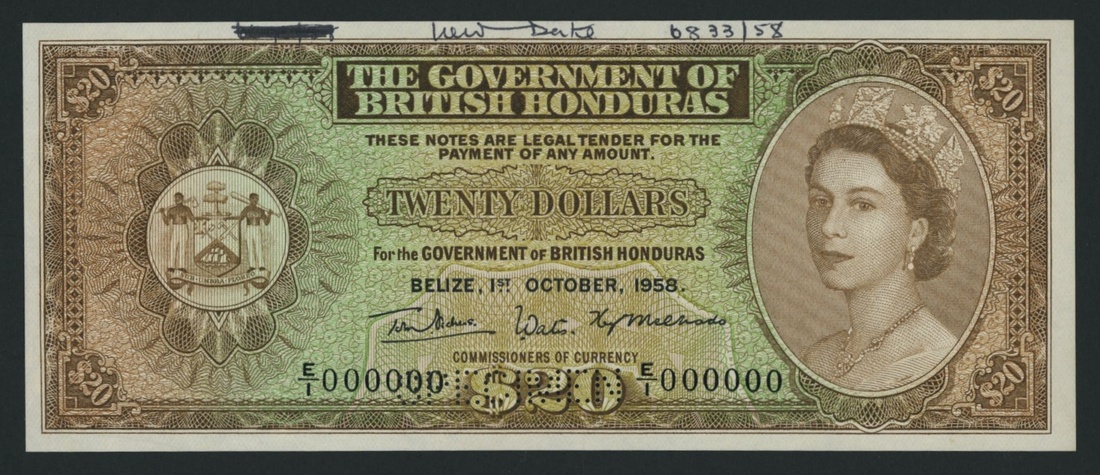 New Date 6833/58
$20 $20
THE GOVERNMENT OF
BRITISH HONDURAS
THESE NOTES ARE LEGAL TENDER FOR THE
PAYMENT OF ANY AMOUNT.
TWENTY DOLLARS
For the GOVERNMENT OF BRITISH HONDURAS
BELIZE, 1ST OCTOBER, 1958.
COMMISSIONERS OF CURRENCY
E/1 000000 E/1 000000
$20
$20 $20